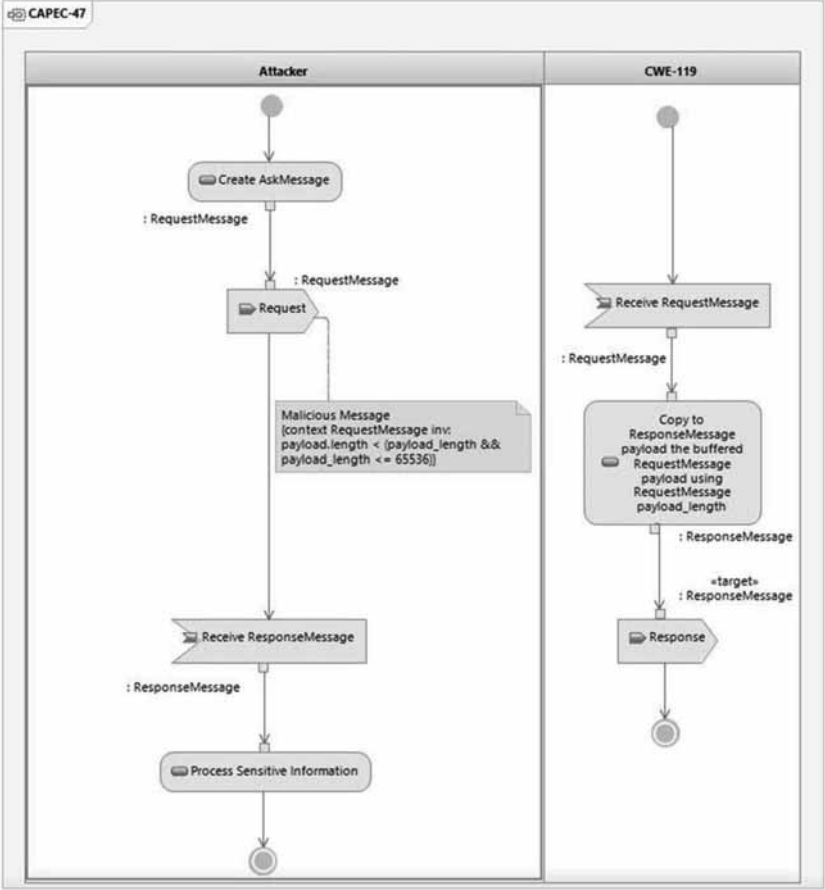 CAPEC-47
Attacker
CWE-119
Create AskMessage
: RequestMessage
: RequestMessage
Request
Malicious Message
{context RequestMessage inv:
payload.length < (payload_length &&
payload_length <= 65536)}
Receive ResponseMessage
: ResponseMessage
Process Sensitive Information
Receive RequestMessage
: RequestMessage
Copy to
ResponseMessage
payload the buffered
RequestMessage
payload using
RequestMessage
payload_length
: ResponseMessage
«target»
: ResponseMessage
Response